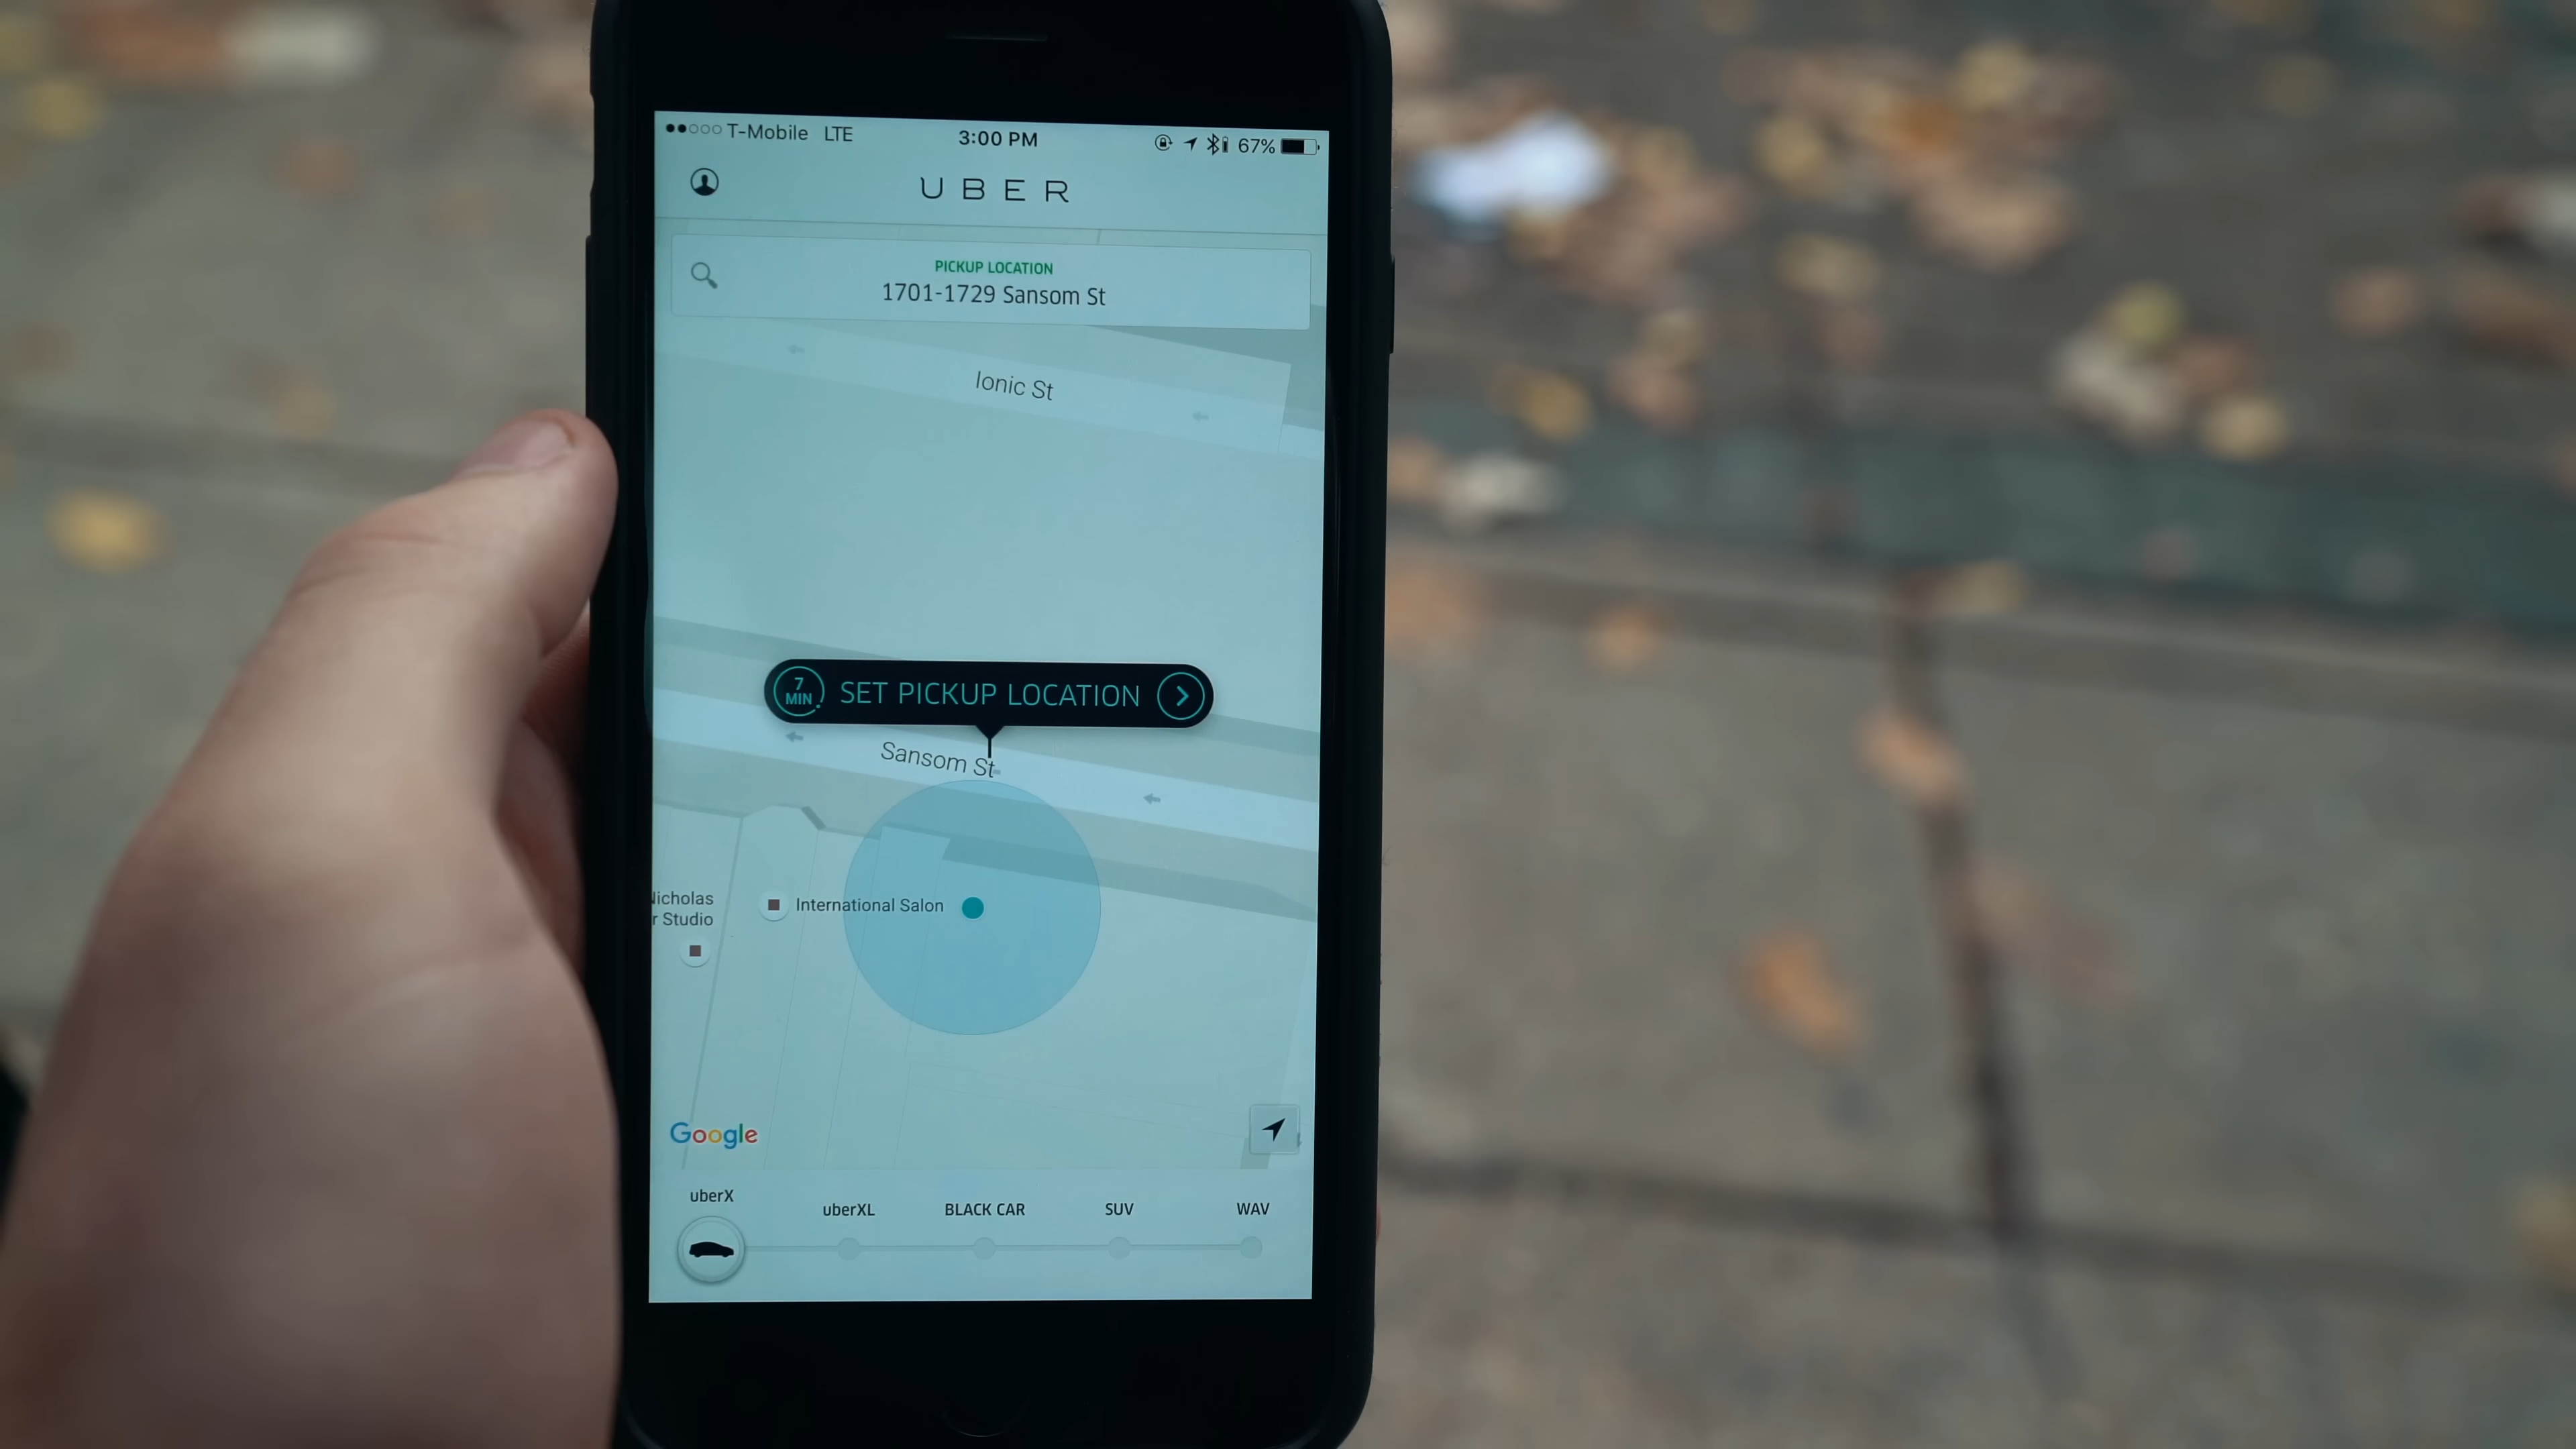 T-Mobile LTE 3:00 PM 67%
UBER
PICKUP LOCATION
1701-1729 Sansom St
Ionic St
7
MIN
SET PICKUP LOCATION
Sansom St
International Salon
Studio
Google
uberX
uberXL BLACK CAR SUV WAV